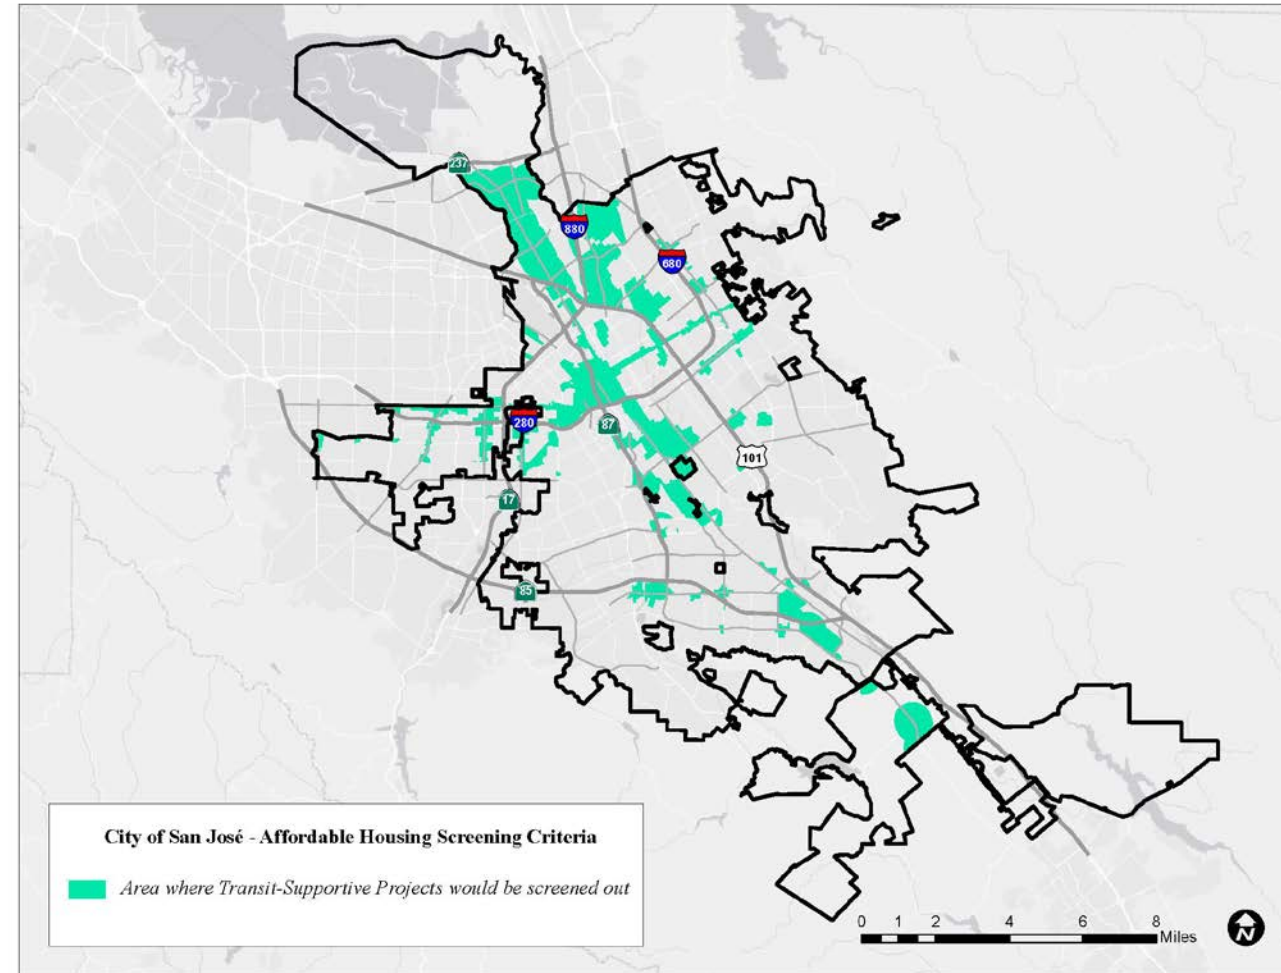 237
880
680
280
87
101
17
85
City of San José - Affordable Housing Screening Criteria
Area where Transit-Supportive Projects would be screened out
0 1 2 4 6 8
Miles
N